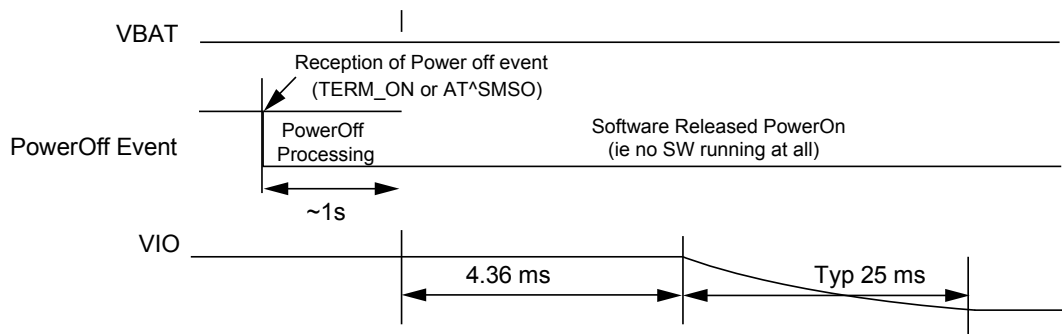 VBAT
Reception of Power off event
(TERM_ON or AT^SMSO)
PowerOff Event
PowerOff
Processing
Software Released PowerOn
(ie no SW running at all)
~1s
VIO
4.36 ms
Typ 25 ms